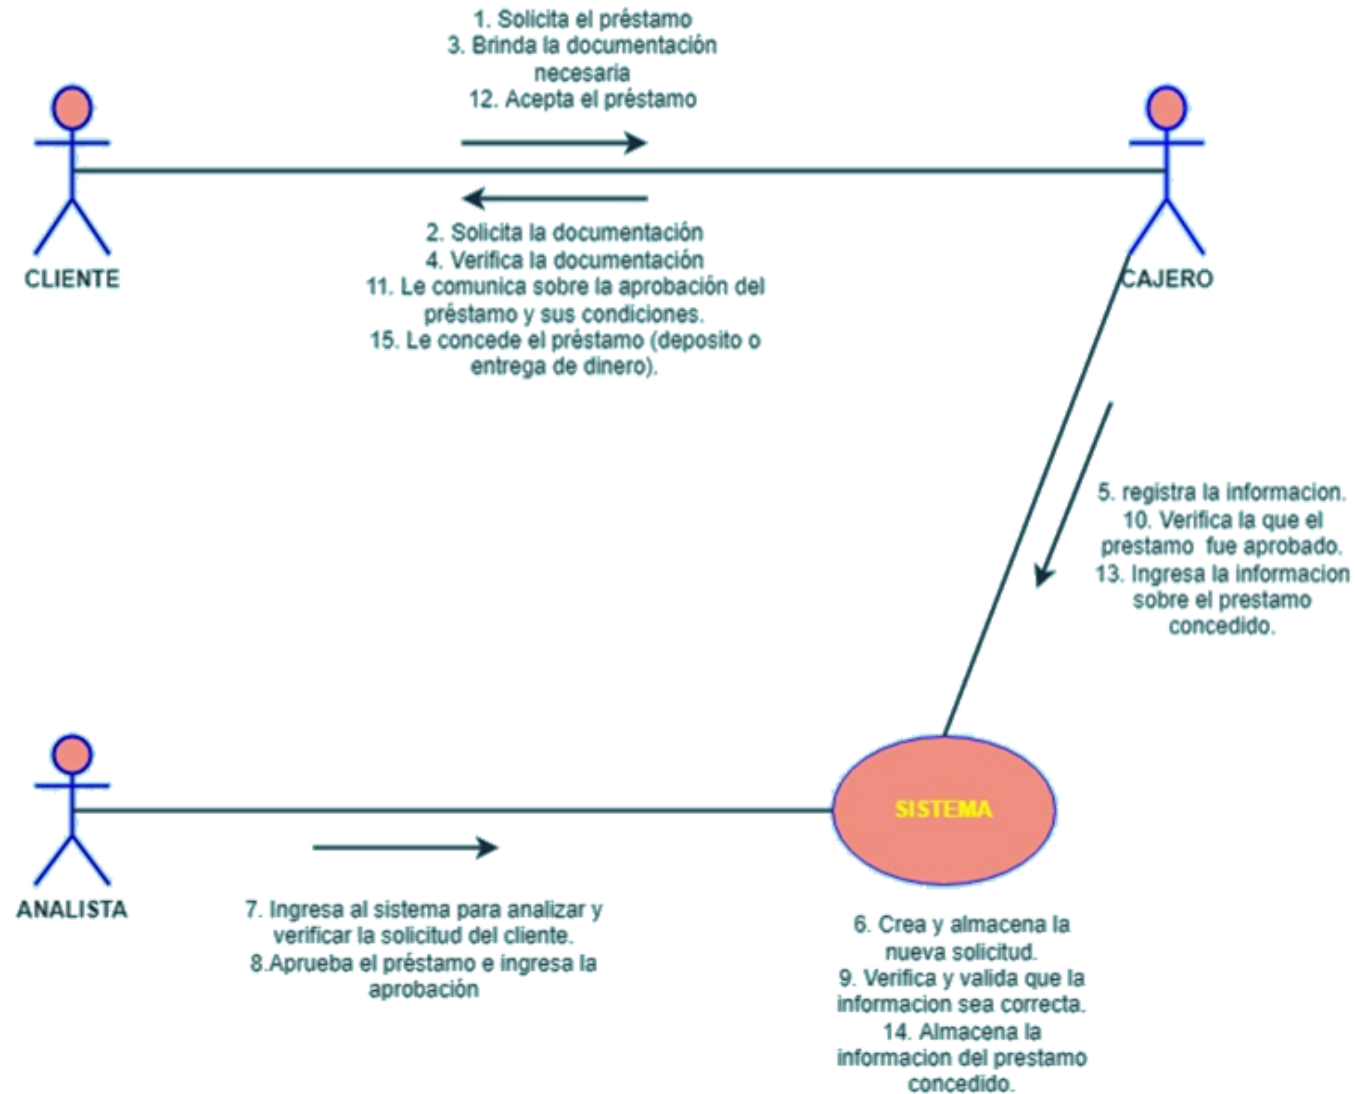 1. Solicita el préstamo
3. Brinda la documentación
necesaria
12. Acepta el préstamo
2. Solicita la documentación
4. Verifica la documentación
11. Le comunica sobre la aprobación del
préstamo y sus condiciones.
15. Le concede el préstamo (deposito o
entrega de dinero).
CLIENTE
CAJERO
5. registra la informacion.
10. Verifica la que el
prestamo fue aprobado.
13. Ingresa la informacion
sobre el prestamo
concedido.
SISTEMA
ANALISTA
7. Ingresa al sistema para analizar y
verificar la solicitud del cliente.
8.Aprueba el préstamo e ingresa la
aprobación
6. Crea y almacena la
nueva solicitud.
9. Verifica y valida que la
informacion sea correcta.
14. Almacena la
informacion del prestamo
concedido.